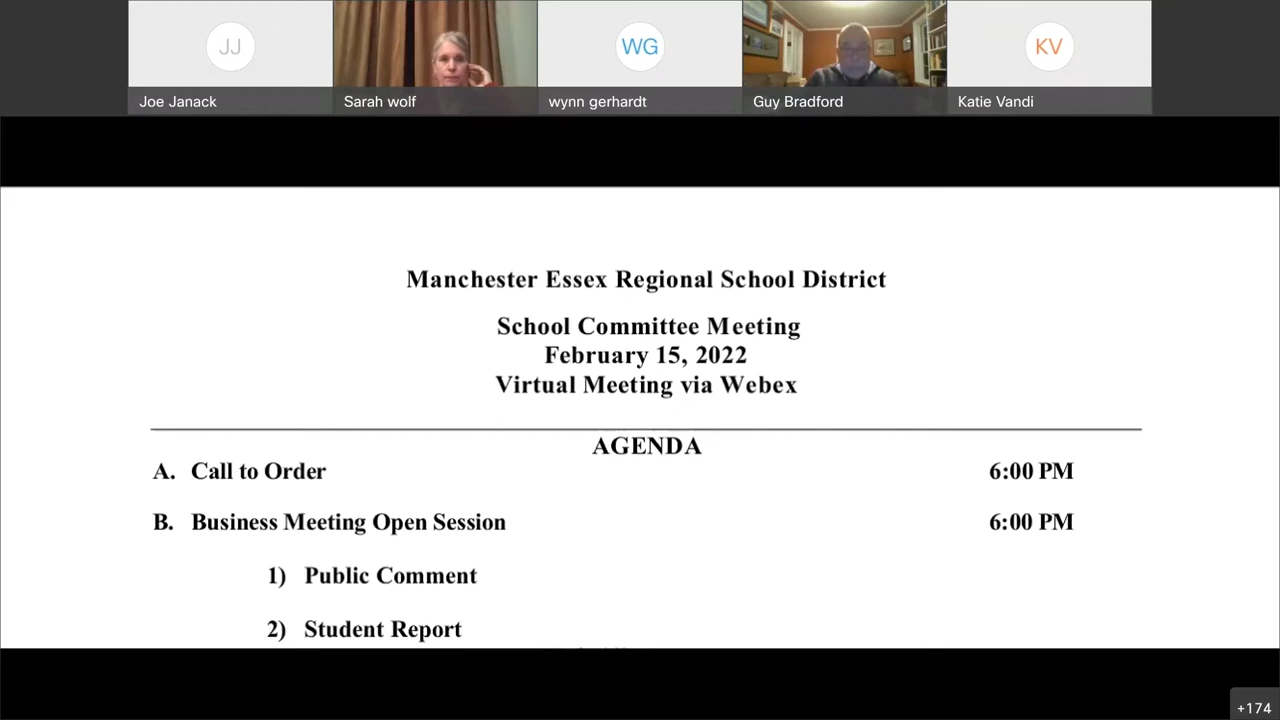 JJ
WG
KV
Joe Janack
Sarah wolf
wynn gerhardt
Guy Bradford
Katie Vandi
Manchester Essex Regional School District
School Committee Meeting
February 15, 2022
Virtual Meeting via Webex
AGENDA
A. Call to Order 6:00 PM
B. Business Meeting Open Session 6:00 PM
1) Public Comment
2) Student Report
+174